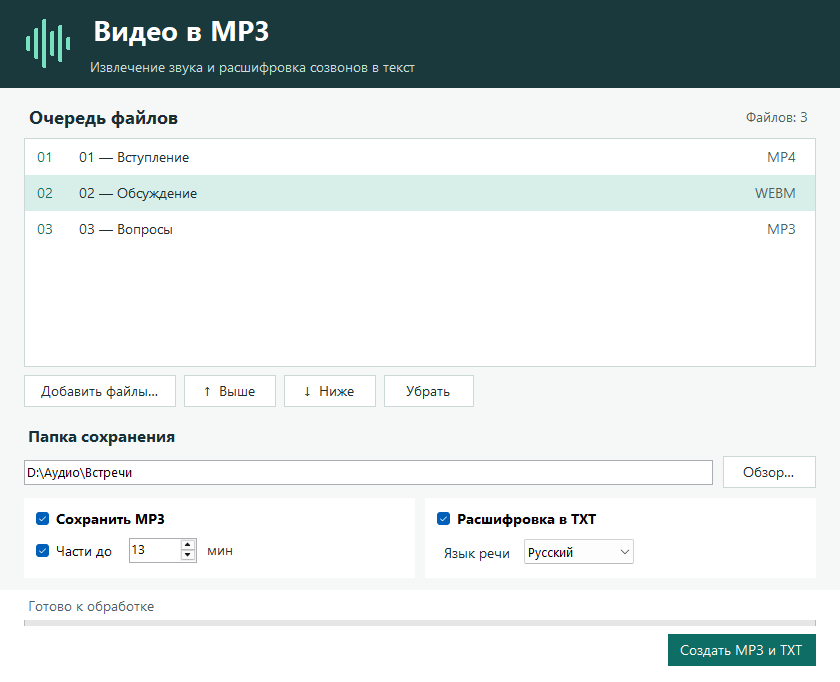 Видео в MP3
Извлечение звука и расшифровка созвонов в текст
Очередь файлов
Файлов: 3
01 01 — Вступление MP4
02 02 — Обсуждение WEBM
03 03 — Вопросы MP3
Добавить файлы... ↑ Выше ↓ Ниже Убрать
Папка сохранения
D:\Аудио\Встречи Обзор...
Сохранить MP3
Части до 13 мин
Расшифровка в TXT
Язык речи Русский
Готово к обработке
Создать MP3 и TXT